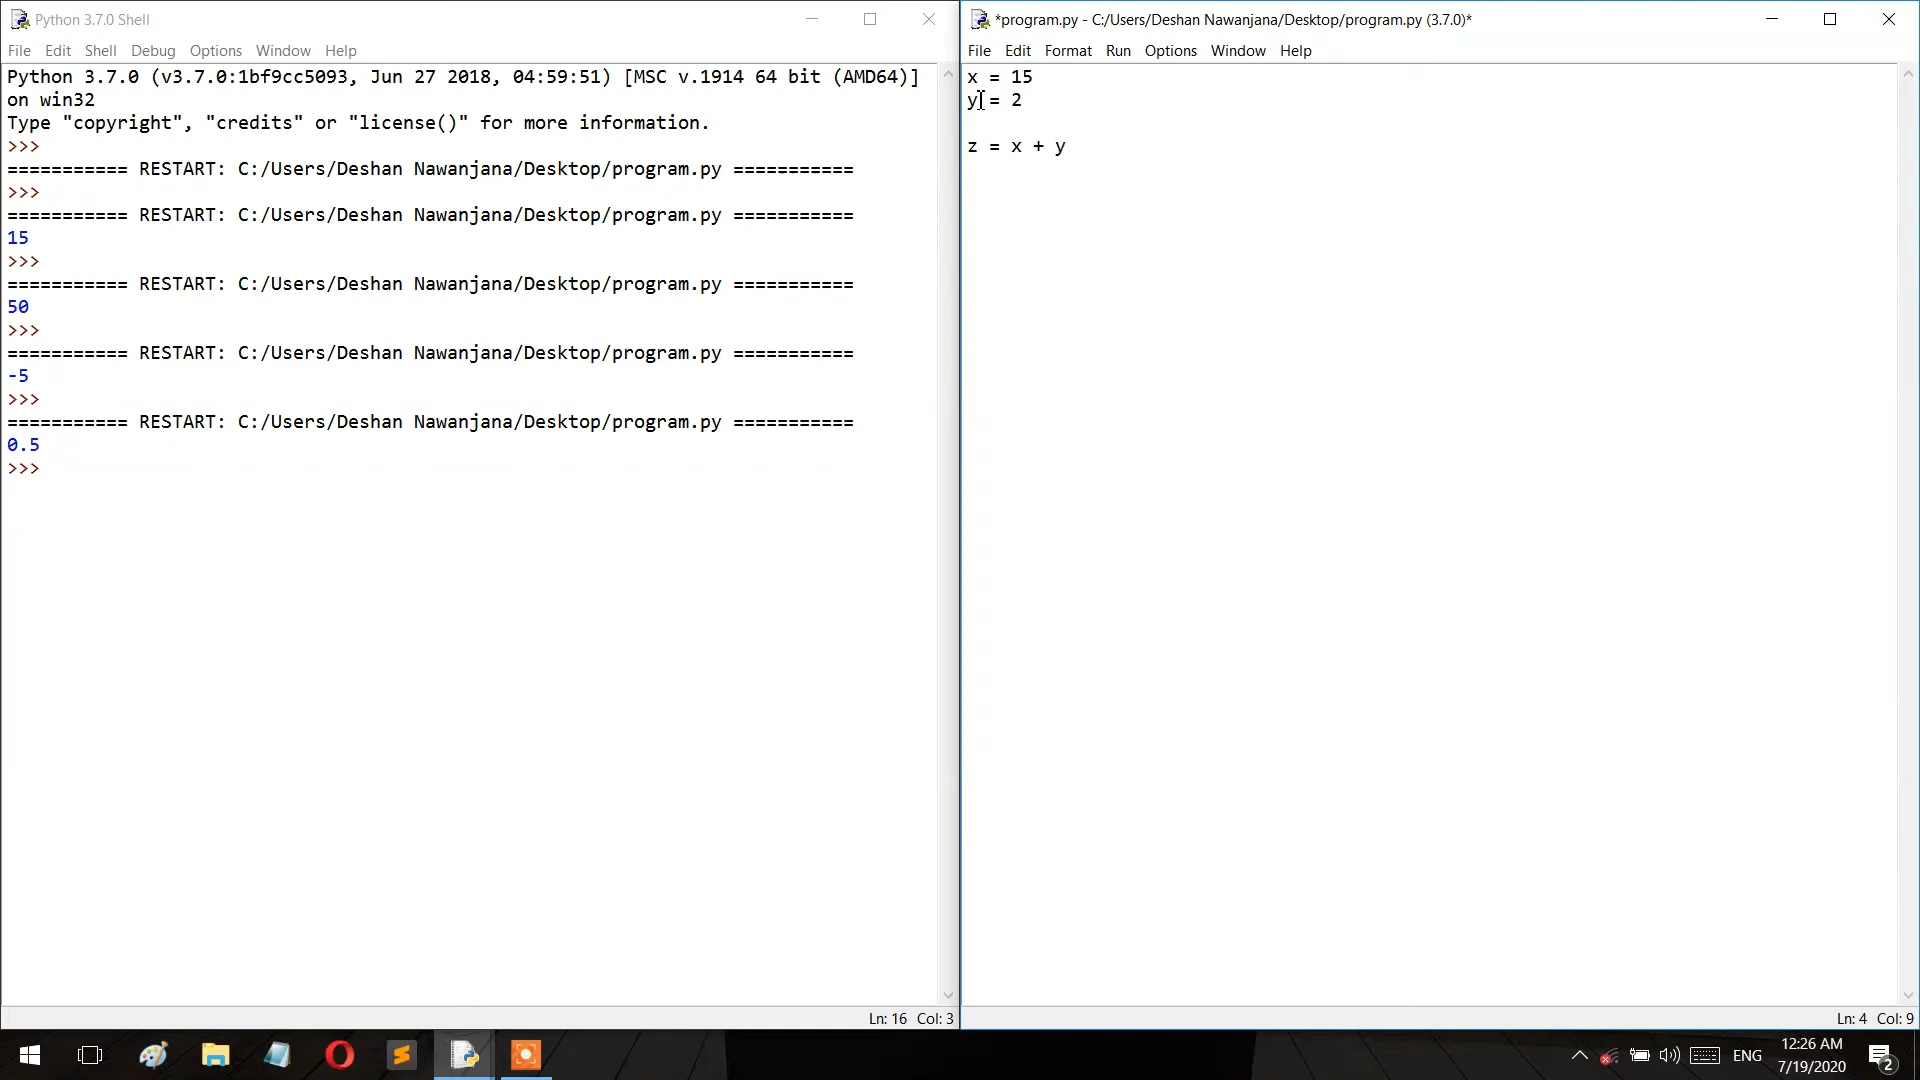 Python 3.7.0 Shell
File Edit Shell Debug Options Window Help
Python 3.7.0 (v3.7.0:1bf9cc5093, Jun 27 2018, 04:59:51) [MSC v.1914 64 bit (AMD64)]
on win32
Type "copyright", "credits" or "license()" for more information.
>>>
=========== RESTART: C:/Users/Deshan Nawanjana/Desktop/program.py ===========
>>>
=========== RESTART: C:/Users/Deshan Nawanjana/Desktop/program.py ===========
15
>>>
=========== RESTART: C:/Users/Deshan Nawanjana/Desktop/program.py ===========
50
>>>
=========== RESTART: C:/Users/Deshan Nawanjana/Desktop/program.py ===========
-5
>>>
=========== RESTART: C:/Users/Deshan Nawanjana/Desktop/program.py ===========
0.5
>>>
Ln: 16 Col: 3
*program.py - C:/Users/Deshan Nawanjana/Desktop/program.py (3.7.0)*
File Edit Format Run Options Window Help
x = 15
y = 2
z = x + y
Ln: 4 Col: 9
ENG
12:26 AM
7/19/2020
2